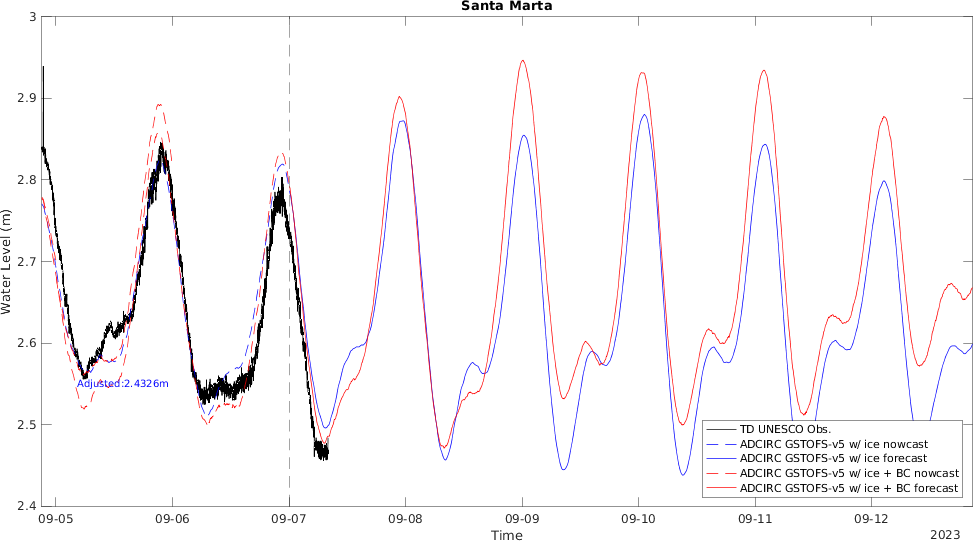 Santa Marta
Water Level (m)
3
2.9
2.8
2.7
2.6
2.5
2.4
Adjusted:2.4326m
TD UNESCO Obs.
ADCIRC GSTOFS-v5 w/ ice nowcast
ADCIRC GSTOFS-v5 w/ ice forecast
ADCIRC GSTOFS-v5 w/ ice + BC nowcast
ADCIRC GSTOFS-v5 w/ ice + BC forecast
09-05 09-06 09-07 09-08 09-09 09-10 09-11 09-12
Time
2023